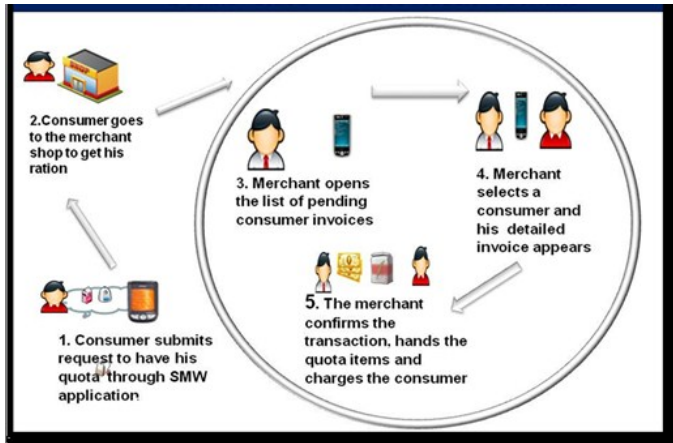 1. Consumer submits
request to have his
quota through SMW
application
2.Consumer goes
to the merchant
shop to get his
ration
SHOP
3. Merchant opens
the list of pending
consumer invoices
4. Merchant
selects a
consumer and
his detailed
invoice appears
5. The merchant
confirms the
transaction, hands the
quota items and
charges the consumer